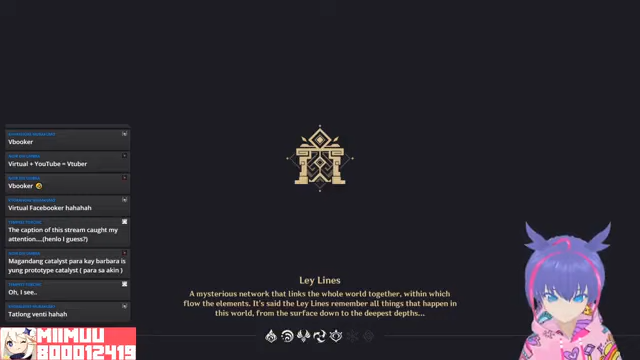 Vbooker
Virtual + YouTube = Vtuber
Vbooker
Virtual Facebooker hahahah
The caption of this stream caught my
attention....(henlo I guess?)
Magandang catalyst para kay barbara is
yung prototype catalyst ( para sa akin )
Oh, I see..
Tatlong venti hahah
MIIMUU
800012419
Ley Lines
A mysterious network that links the whole world together, within which
flow the elements. It's said the Ley Lines remember all things that happen in
this world, from the surface down to the deepest depths...